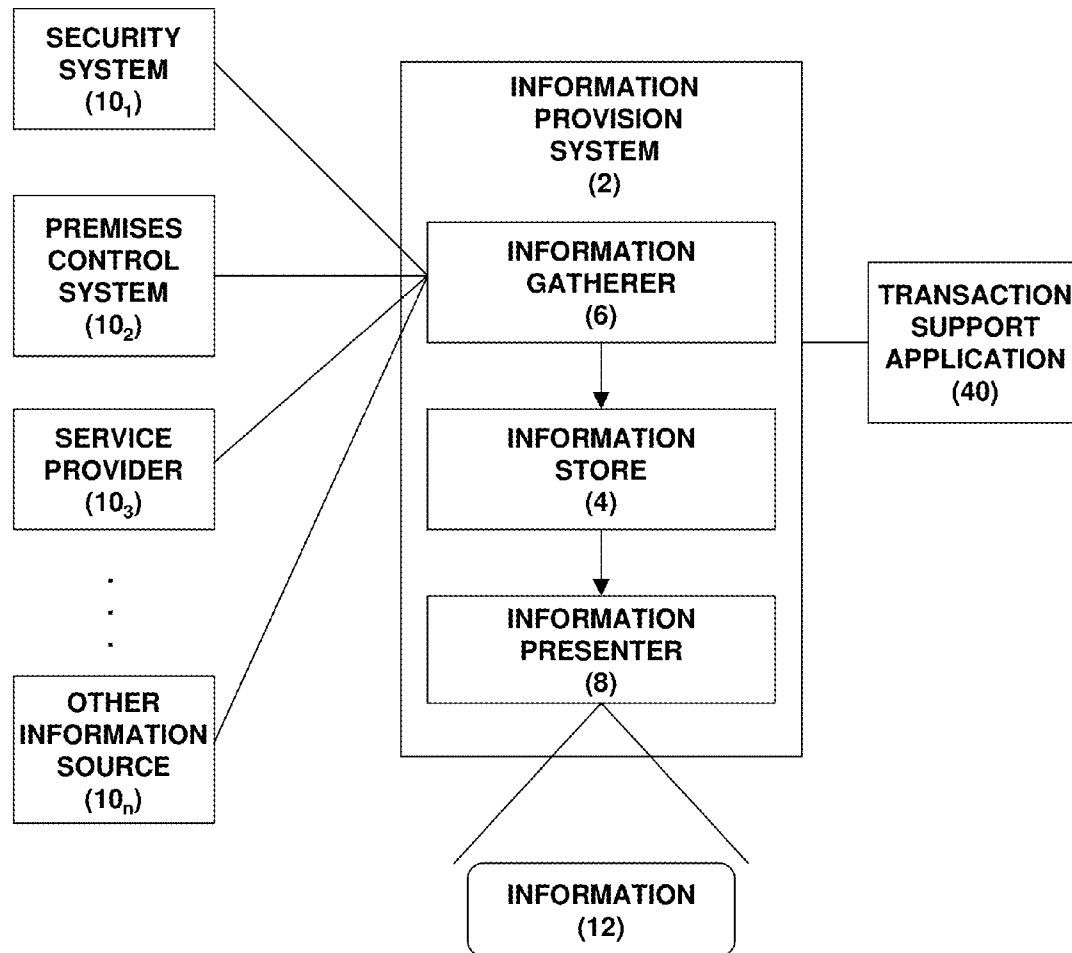 SECURITY
SYSTEM
(10₁)
PREMISES
CONTROL
SYSTEM
(10₂)
SERVICE
PROVIDER
(10₃)
.
.
.
OTHER
INFORMATION
SOURCE
(10ₙ)
INFORMATION
PROVISION
SYSTEM
(2)
INFORMATION
GATHERER
(6)
INFORMATION
STORE
(4)
INFORMATION
PRESENTER
(8)
INFORMATION
(12)
TRANSACTION
SUPPORT
APPLICATION
(40)